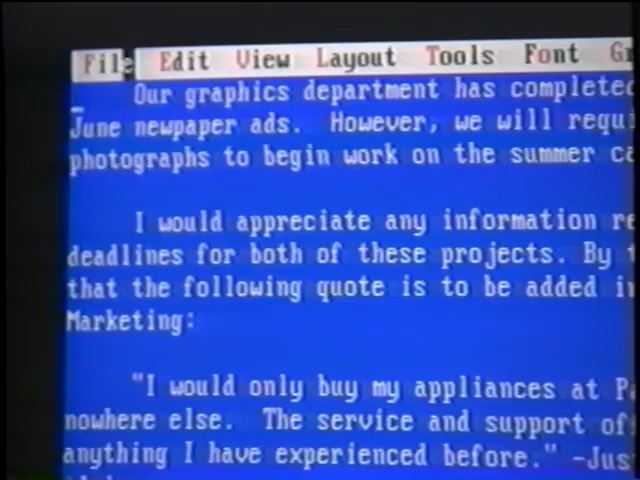 File Edit View Layout Tools Font
Our graphics department has complete
June newpaper ads. However, we will requ
photographs to begin work on the summer
I would appreciate any information
deadlines for both of these projects. By
that the following quote is to be added
Marketing:
"I would only buy my appliances at
nowhere else. The service and support of
anything I have experienced before." -Jus